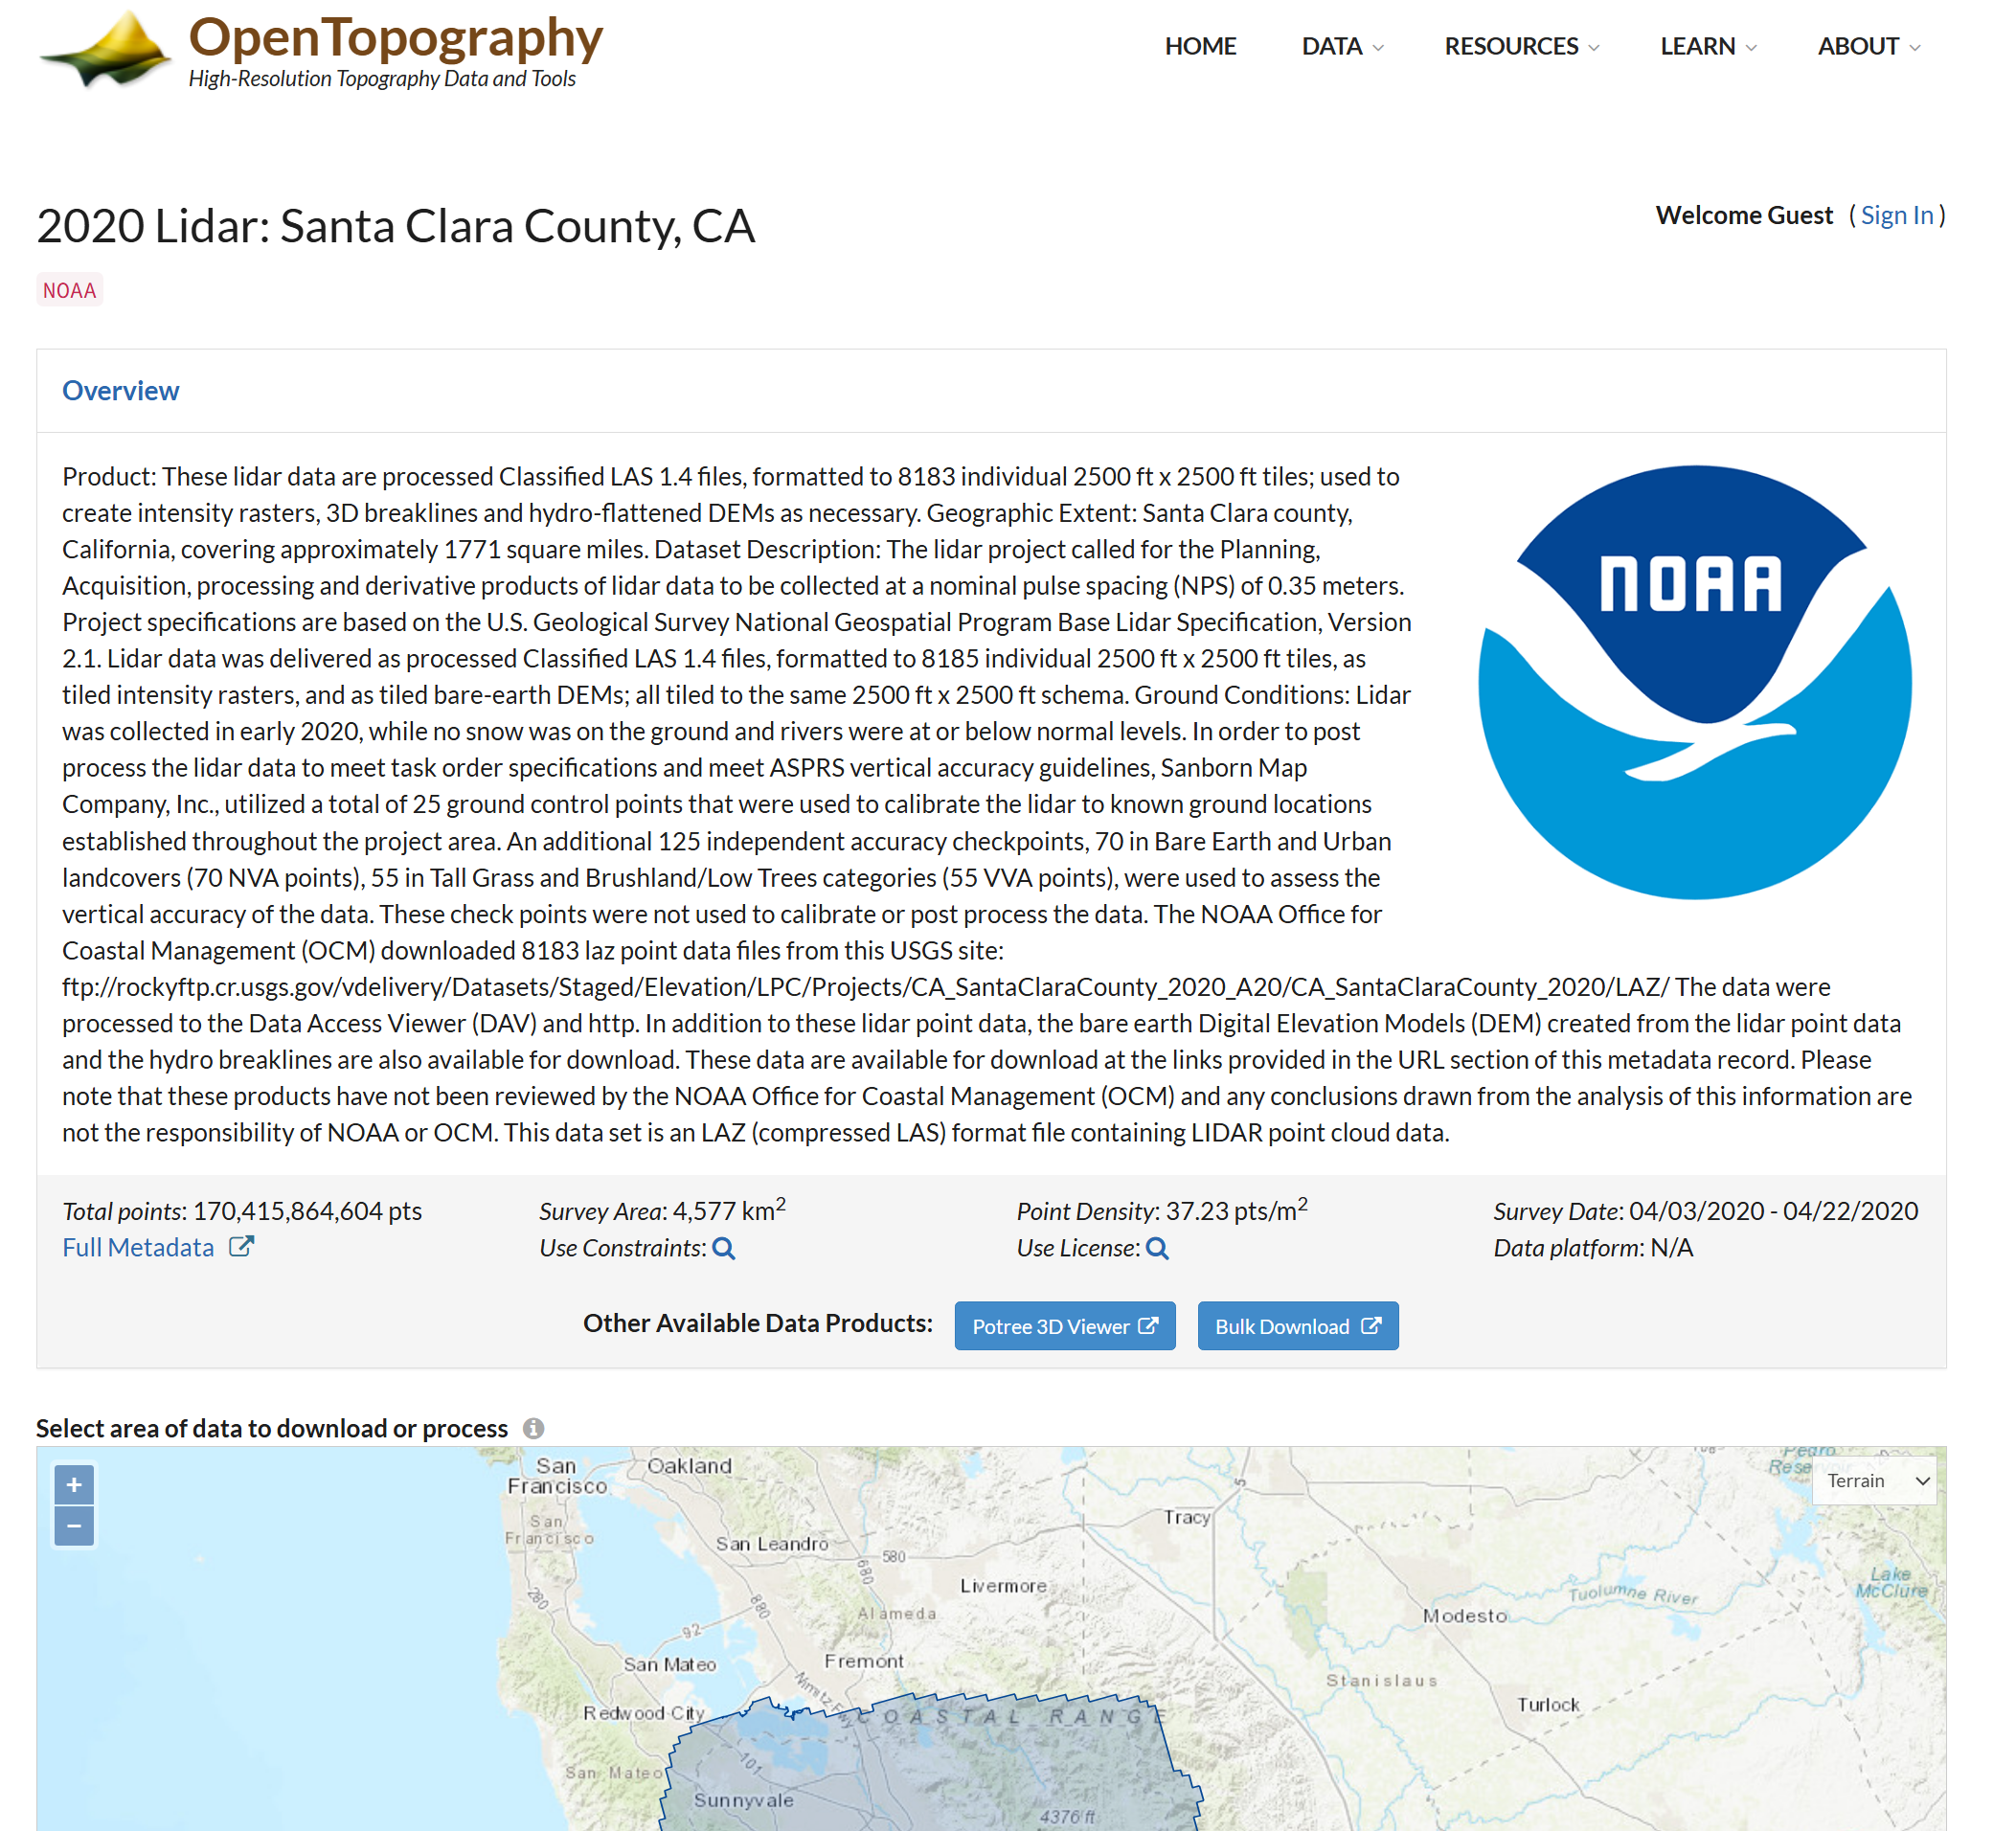 OpenTopography
High-Resolution Topography Data and Tools
HOME DATA RESOURCES LEARN ABOUT
2020 Lidar: Santa Clara County, CA
Welcome Guest ( Sign In )
NOAA
Overview
Product: These lidar data are processed Classified LAS 1.4 files, formatted to 8183 individual 2500 ft x 2500 ft tiles; used to
create intensity rasters, 3D breaklines and hydro-flattened DEMs as necessary. Geographic Extent: Santa Clara county,
California, covering approximately 1771 square miles. Dataset Description: The lidar project called for the Planning,
Acquisition, processing and derivative products of lidar data to be collected at a nominal pulse spacing (NPS) of 0.35 meters.
Project specifications are based on the U.S. Geological Survey National Geospatial Program Base Lidar Specification, Version
2.1. Lidar data was delivered as processed Classified LAS 1.4 files, formatted to 8185 individual 2500 ft x 2500 ft tiles, as
tiled intensity rasters, and as tiled bare-earth DEMs; all tiled to the same 2500 ft x 2500 ft schema. Ground Conditions: Lidar
was collected in early 2020, while no snow was on the ground and rivers were at or below normal levels. In order to post
process the lidar data to meet task order specifications and meet ASPRS vertical accuracy guidelines, Sanborn Map
Company, Inc., utilized a total of 25 ground control points that were used to calibrate the lidar to known ground locations
established throughout the project area. An additional 125 independent accuracy checkpoints, 70 in Bare Earth and Urban
landcovers (70 NVA points), 55 in Tall Grass and Brushland/Low Trees categories (55 VVA points), were used to assess the
vertical accuracy of the data. These check points were not used to calibrate or post process the data. The NOAA Office for
Coastal Management (OCM) downloaded 8183 laz point data files from this USGS site:
ftp://rockyftp.cr.usgs.gov/vdelivery/Datasets/Staged/Elevation/LPC/Projects/CA_SantaClaraCounty_2020_A20/CA_SantaClaraCounty_2020/LAZ/ The data were
processed to the Data Access Viewer (DAV) and http. In addition to these lidar point data, the bare earth Digital Elevation Models (DEM) created from the lidar point data
and the hydro breaklines are also available for download. These data are available for download at the links provided in the URL section of this metadata record. Please
note that these products have not been reviewed by the NOAA Office for Coastal Management (OCM) and any conclusions drawn from the analysis of this information are
not the responsibility of NOAA or OCM. This data set is an LAZ (compressed LAS) format file containing LIDAR point cloud data.
NOAA
Total points: 170,415,864,604 pts
Full Metadata
Survey Area: 4,577 km²
Use Constraints:
Point Density: 37.23 pts/m²
Use License:
Survey Date: 04/03/2020 - 04/22/2020
Data platform: N/A
Other Available Data Products: Potree 3D Viewer Bulk Download
Select area of data to download or process
+
−
Terrain
San
Francisco
Oakland
San
Francisco
San Leandro
580
680
Tracy
5
Livermore
280
880
Alameda
92
San Mateo
Fremont
Modesto
Tuolumne River
Lake
McClure
Stanislaus
Turlock
Redwood City
COASTAL RANGE
101
San Mateo
Sunnyvale
4376 ft